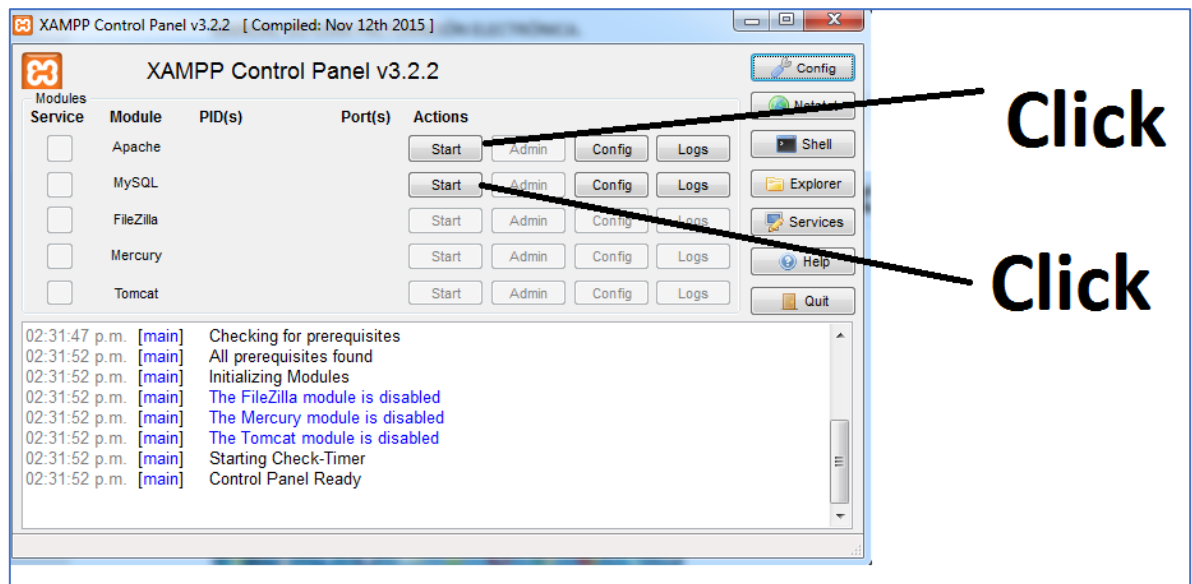 XAMPP Control Panel v3.2.2 [ Compiled: Nov 12th 2015 ]
XAMPP Control Panel v3.2.2
Config
Modules
Service Module PID(s) Port(s) Actions
Apache Start Admin Config Logs
Shell
MySQL Start Admin Config Logs
Explorer
FileZilla Start Admin Config Logs
Services
Mercury Start Admin Config Logs
Help
Tomcat Start Admin Config Logs
Quit
Click
Click
02:31:47 p.m. [main] Checking for prerequisites
02:31:52 p.m. [main] All prerequisites found
02:31:52 p.m. [main] Initializing Modules
02:31:52 p.m. [main] The FileZilla module is disabled
02:31:52 p.m. [main] The Mercury module is disabled
02:31:52 p.m. [main] The Tomcat module is disabled
02:31:52 p.m. [main] Starting Check-Timer
02:31:52 p.m. [main] Control Panel Ready